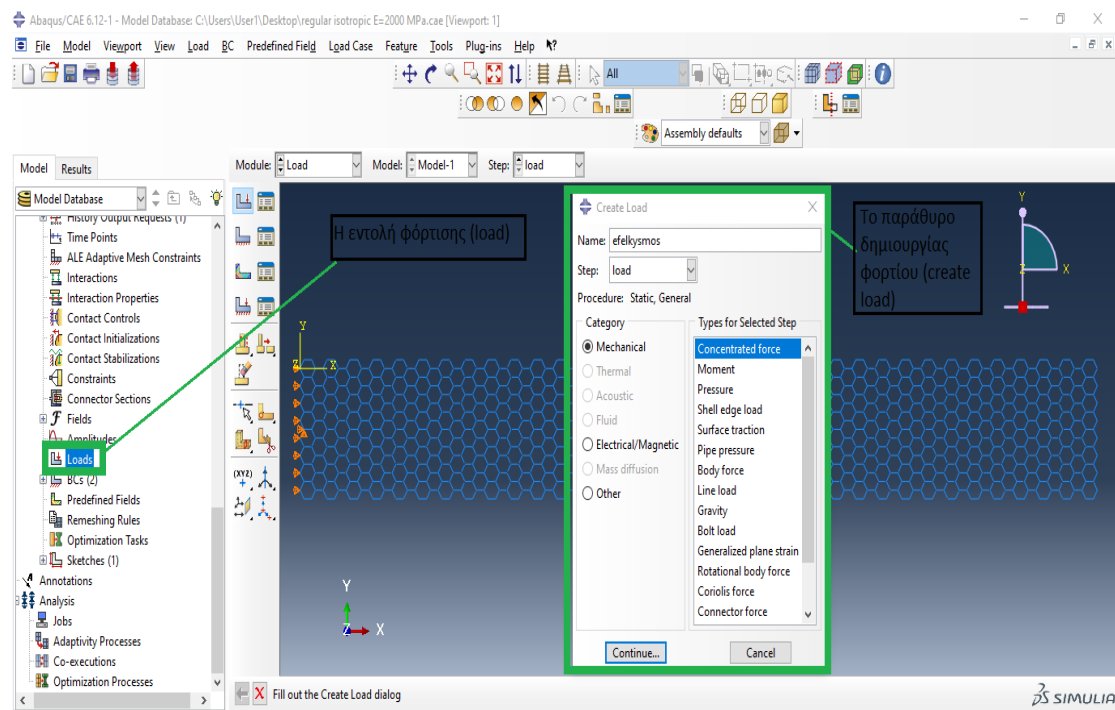 Abaqus/CAE 6.12-1 - Model Database: C:\Users\User1\Desktop\regular isotropic E=2000 MPa.cae [Viewport: 1]
File Model Viewport View Load BC Predefined Field Load Case Feature Tools Plug-ins Help
All
Assembly defaults
Model Results
Module: Load Model: Model-1 Step: load
Model Database
History Output Requests (1)
Time Points
ALE Adaptive Mesh Constraints
Interactions
Interaction Properties
Contact Controls
Contact Initializations
Contact Stabilizations
Constraints
Connector Sections
Fields
Amplitudes
Loads
BCs (2)
Predefined Fields
Remeshing Rules
Optimization Tasks
Sketches (1)
Annotations
Analysis
Jobs
Adaptivity Processes
Co-executions
Optimization Processes
(XYZ)
Η εντολή φόρτισης (load)
Y
Z X
Y
Z X
Create Load
Name: efelkysmos
Step: load
Procedure: Static, General
Category
Mechanical
Thermal
Acoustic
Fluid
Electrical/Magnetic
Mass diffusion
Other
Types for Selected Step
Concentrated force
Moment
Pressure
Shell edge load
Surface traction
Pipe pressure
Body force
Line load
Gravity
Bolt load
Generalized plane strain
Rotational body force
Coriolis force
Connector force
Continue... Cancel
Το παράθυρο
δημιουργίας
φορτίου (create
load)
Y
Z X
Fill out the Create Load dialog
SIMULIA